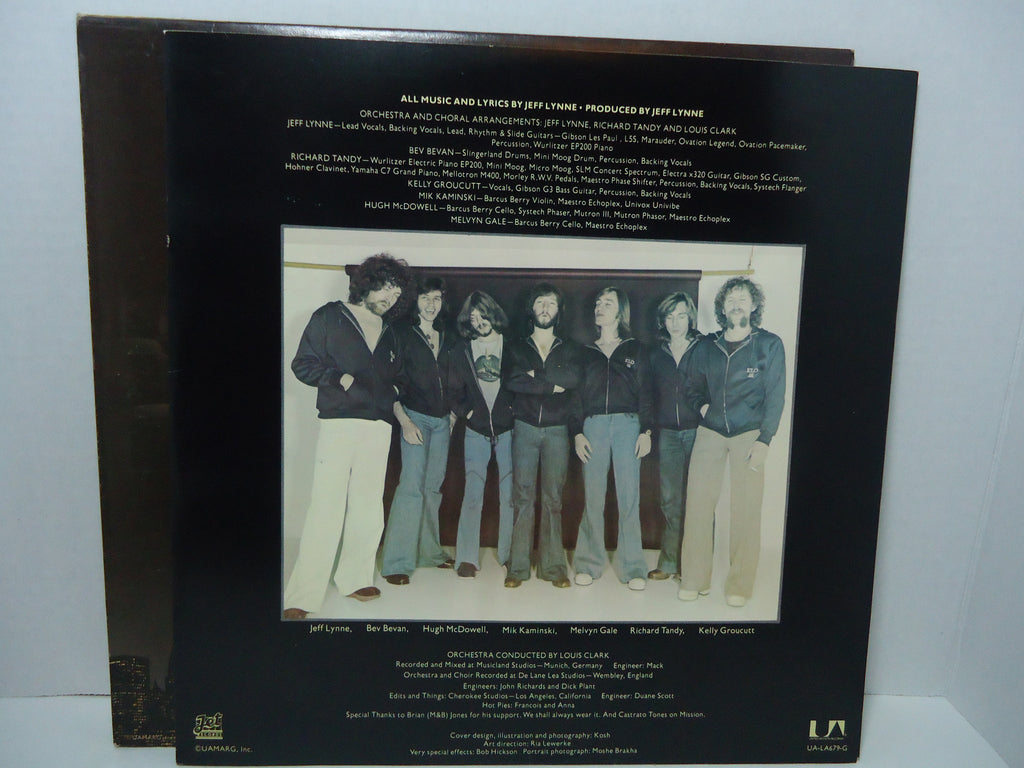 ALL MUSIC AND LYRICS BY JEFF LYNNE • PRODUCED BY JEFF LYNNE
ORCHESTRA AND CHORAL ARRANGEMENTS: JEFF LYNNE, RICHARD TANDY AND LOUIS CLARK
JEFF LYNNE—Lead Vocals, Backing Vocals, Lead, Rhythm & Slide Guitars—Gibson Les Paul, L5S, Marauder, Ovation Legend, Ovation Pacemaker,
Percussion, Wurlitzer EP200 Piano
BEV BEVAN—Slingerland Drums, Mini Moog Drum, Percussion, Backing Vocals
RICHARD TANDY—Wurlitzer Electric Piano EP200, Mini Moog, Micro Moog, SLM Concert Spectrum, Electra x320 Guitar, Gibson SG Custom,
Hohner Clavinet, Yamaha C7 Grand Piano, Mellotron M400, Morley R.W.V. Pedals, Maestro Phase Shifter, Percussion, Backing Vocals, Systech Flanger
KELLY GROUCUTT—Vocals, Gibson G3 Bass Guitar, Percussion, Backing Vocals
MIK KAMINSKI—Barcus Berry Violin, Maestro Echoplex, Univox Univibe
HUGH McDOWELL—Barcus Berry Cello, Systech Phaser, Mutron III, Mutron Phasor, Maestro Echoplex
MELVYN GALE—Barcus Berry Cello, Maestro Echoplex
ELO
Jeff Lynne, Bev Bevan, Hugh McDowell, Mik Kaminski, Melvyn Gale Richard Tandy, Kelly Groucutt
ORCHESTRA CONDUCTED BY LOUIS CLARK
Recorded and Mixed at Musicland Studios—Munich, Germany Engineer: Mack
Orchestra and Choir Recorded at De Lane Lea Studios—Wembley, England
Engineers: John Richards and Dick Plant
Edits and Things: Cherokee Studios—Los Angeles, California Engineer: Duane Scott
Hot Pies: Francois and Anna
Special Thanks to Brian (M&B) Jones for his support. We shall always wear it. And Castrato Tones on Mission.
Cover design, illustration and photography: Kosh
Art direction: Ria Lewerke
Very special effects: Bob Hickson Portrait photograph: Moshe Brakha
Jet
RECORDS
©UAMARG, Inc.
UA
UA-LA679-G